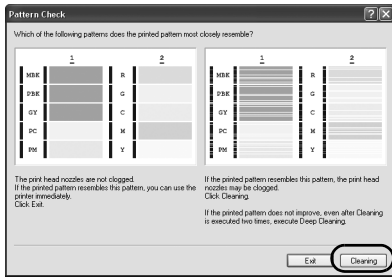 Pattern Check
Which of the following patterns does the printed pattern most closely resemble?
1 2
MBK R
PBK G
GY C
PC M
PM Y
1 2
MBK R
PBK G
GY C
PC M
PM Y
The print head nozzles are not clogged.
If the printed pattern resembles this pattern, you can use the
printer immediately.
Click Exit.
If the printed pattern resembles this pattern, the print head
nozzles may be clogged.
Click Cleaning.
If the printed pattern does not improve, even after Cleaning
is executed two times, execute Deep Cleaning.
Exit Cleaning